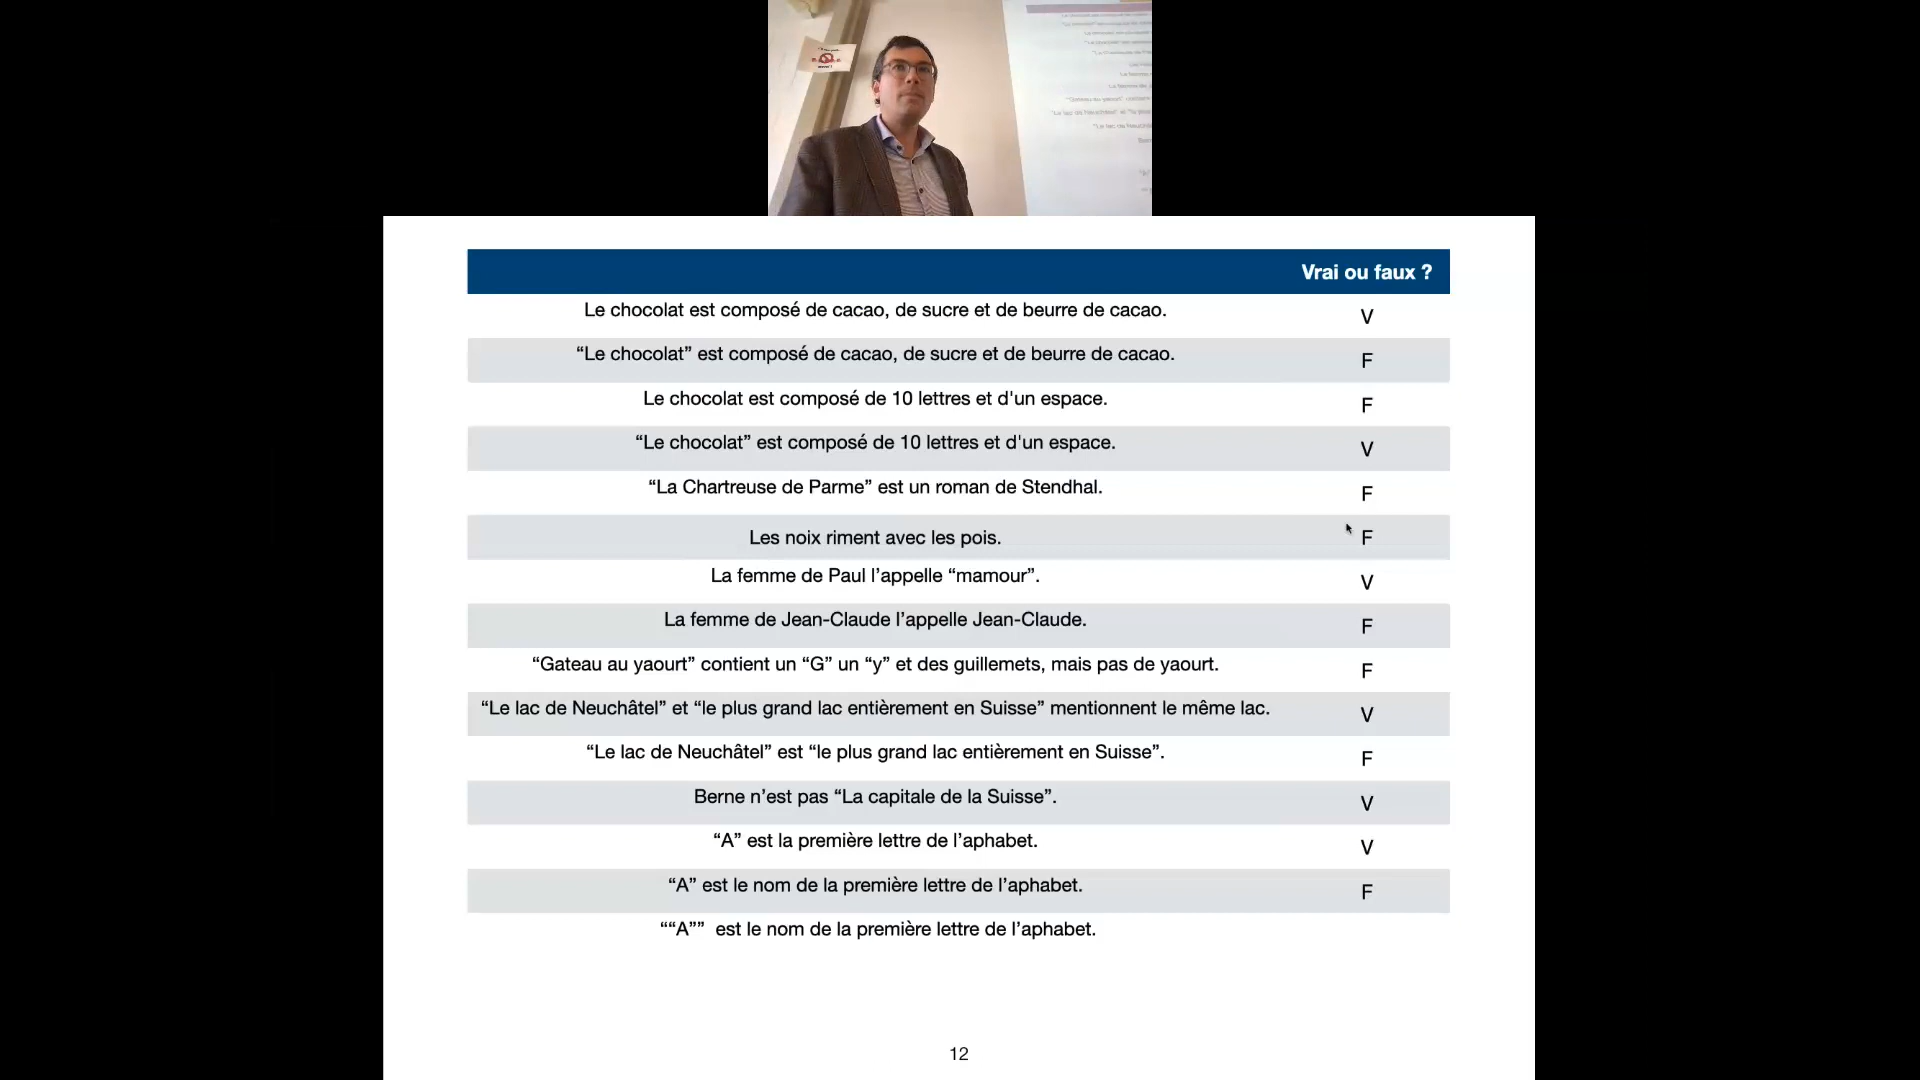 Vrai ou faux ?
Le chocolat est composé de cacao, de sucre et de beurre de cacao. V
“Le chocolat” est composé de cacao, de sucre et de beurre de cacao. F
Le chocolat est composé de 10 lettres et d'un espace. F
“Le chocolat” est composé de 10 lettres et d'un espace. V
“La Chartreuse de Parme” est un roman de Stendhal. F
Les noix riment avec les pois. F
La femme de Paul l’appelle “mamour”. V
La femme de Jean-Claude l’appelle Jean-Claude. F
“Gateau au yaourt” contient un “G” un “y” et des guillemets, mais pas de yaourt. F
“Le lac de Neuchâtel” et “le plus grand lac entièrement en Suisse” mentionnent le même lac. V
“Le lac de Neuchâtel” est “le plus grand lac entièrement en Suisse”. F
Berne n’est pas “La capitale de la Suisse”. V
“A” est la première lettre de l’aphabet. V
“A” est le nom de la première lettre de l’aphabet. F
““A”” est le nom de la première lettre de l’aphabet.
12